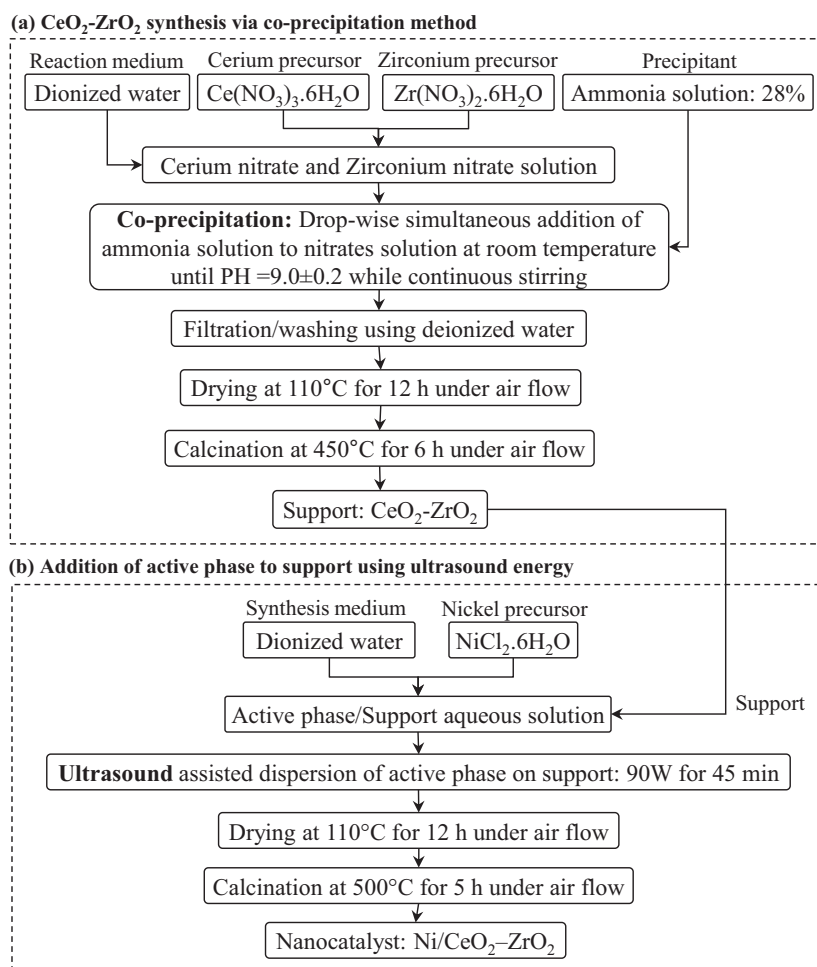 (a) CeO₂-ZrO₂ synthesis via co-precipitation method
Reaction medium
Cerium precursor
Zirconium precursor
Precipitant
Dionized water
Ce(NO₃)₃.6H₂O
Zr(NO₃)₂.6H₂O
Ammonia solution: 28%
Cerium nitrate and Zirconium nitrate solution
Co-precipitation: Drop-wise simultaneous addition of
ammonia solution to nitrates solution at room temperature
until PH =9.0±0.2 while continuous stirring
Filtration/washing using deionized water
Drying at 110°C for 12 h under air flow
Calcination at 450°C for 6 h under air flow
Support: CeO₂-ZrO₂
(b) Addition of active phase to support using ultrasound energy
Synthesis medium
Nickel precursor
Dionized water
NiCl₂.6H₂O
Support
Active phase/Support aqueous solution
Ultrasound assisted dispersion of active phase on support: 90W for 45 min
Drying at 110°C for 12 h under air flow
Calcination at 500°C for 5 h under air flow
Nanocatalyst: Ni/CeO₂–ZrO₂